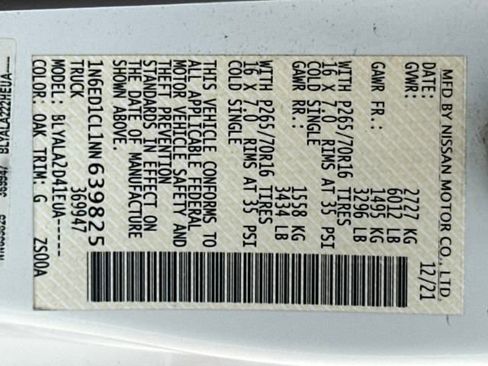 MFD BY NISSAN MOTOR CO., LTD
DATE: 12/21
GVWR: 2727 KG
6012 LB
GAWR FR: 1495 KG
3296 LB
WITH P265/70R16 TIRES
16 X 7.0 RIMS AT 35 PSI
COLD SINGLE
GAWR RR: 1558 KG
3434 LB
WITH P265/70R16 TIRES
16 X 7.0 RIMS AT 35 PSI
COLD SINGLE
THIS VEHICLE CONFORMS TO
ALL APPLICABLE FEDERAL
MOTOR VEHICLE SAFETY AND
THEFT PREVENTION
STANDARDS IN EFFECT ON
THE DATE OF MANUFACTURE
SHOWN ABOVE.
1N6ED1CL1NN639825
TRUCK 369947
MODEL: BLYALA2D41EUA-----
COLOR: QAK TRIM: G 2S00A